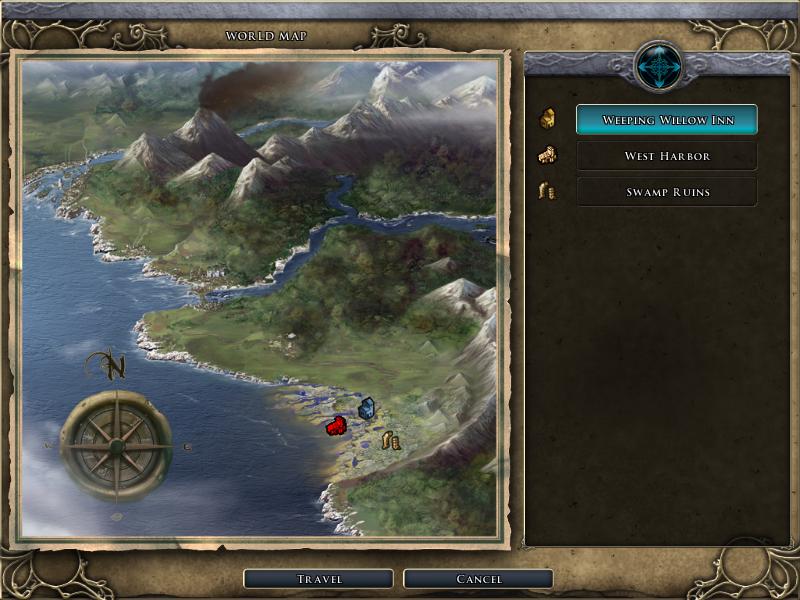 World Map
Weeping Willow Inn
West Harbor
Swamp Ruins
N
Travel
Cancel